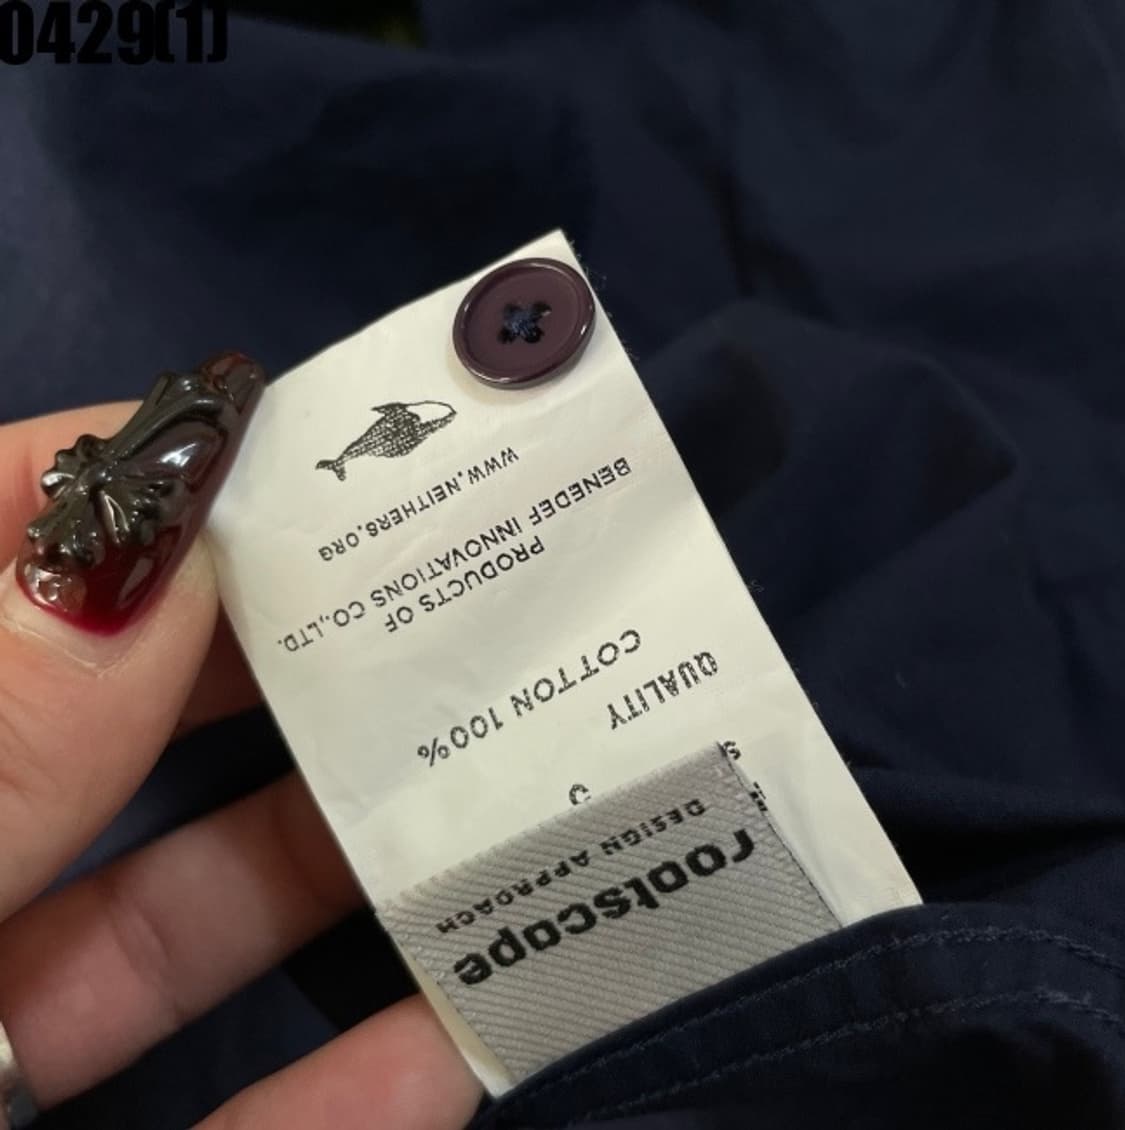 0429(1)
rootscape
DESIGN APPROACH
QUALITY
COTTON 100%
PRODUCTS OF
BENEDEF INNOVATIONS CO.,LTD.
WWW.NEITHERS.ORG